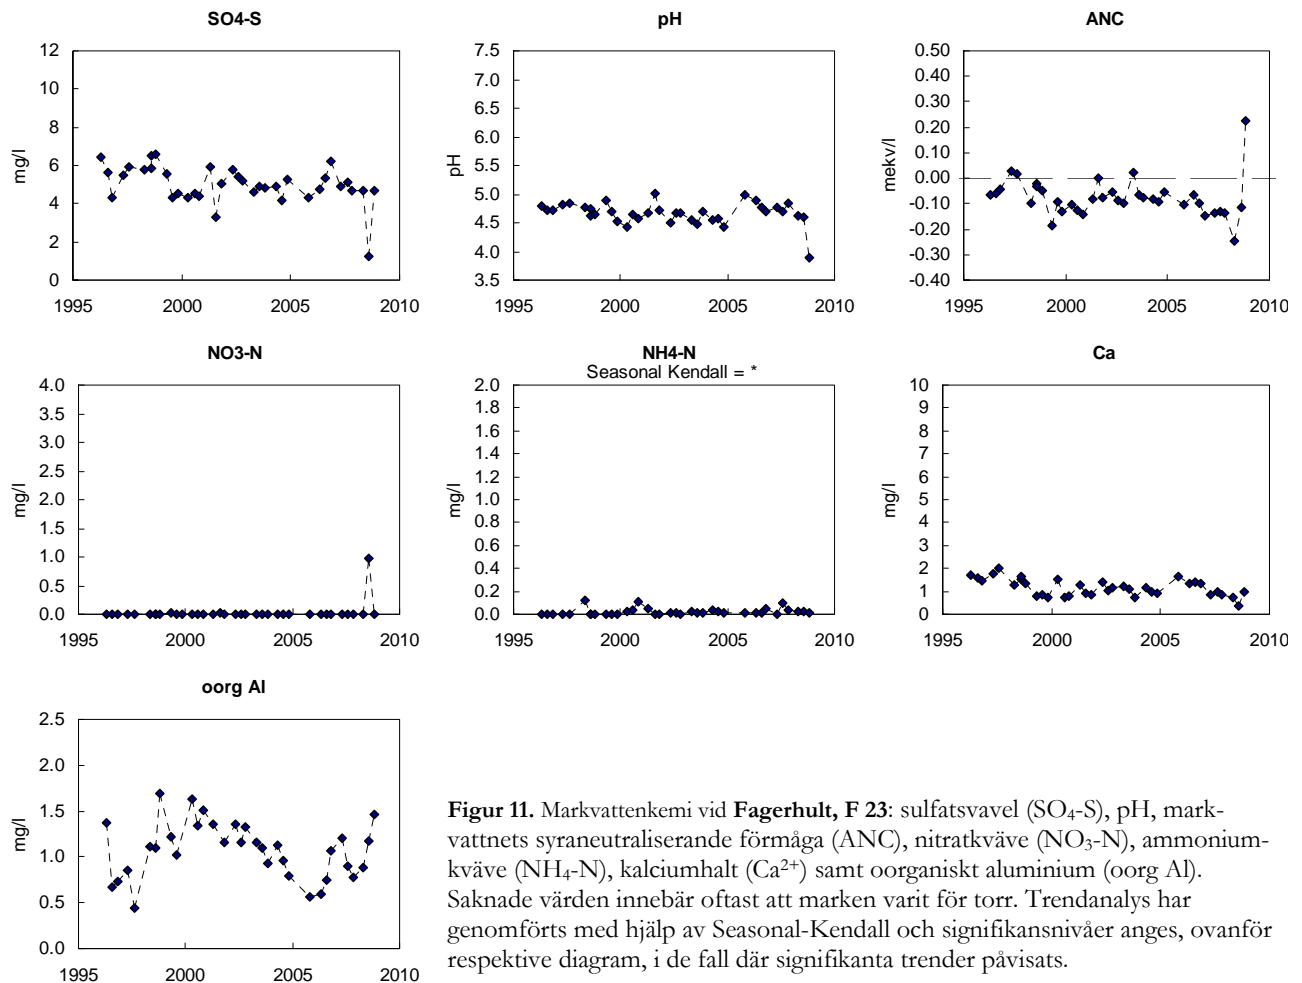 SO4-S
12
10
8
6
4
2
0
mg/l
1995 2000 2005 2010
pH
7.5
7.0
6.5
6.0
5.5
5.0
4.5
4.0
3.5
pH
1995 2000 2005 2010
ANC
0.50
0.40
0.30
0.20
0.10
0.00
-0.10
-0.20
-0.30
-0.40
mekv/l
1995 2000 2005 2010
NO3-N
4.0
3.5
3.0
2.5
2.0
1.5
1.0
0.5
0.0
mg/l
1995 2000 2005 2010
NH4-N
Seasonal Kendall = *
2.0
1.8
1.6
1.4
1.2
1.0
0.8
0.6
0.4
0.2
0.0
mg/l
1995 2000 2005 2010
Ca
10
9
8
7
6
5
4
3
2
1
0
mg/l
1995 2000 2005 2010
oorg Al
2.5
2.0
1.5
1.0
0.5
0.0
mg/l
1995 2000 2005 2010
Figur 11. Markvattenkemi vid Fagerhult, F 23: sulfatsvavel (SO₄-S), pH, mark-
vattnets syraneutraliserande förmåga (ANC), nitratkväve (NO₃-N), ammonium-
kväve (NH₄-N), kalciumhalt (Ca²⁺) samt oorganiskt aluminium (oorg Al).
Saknade värden innebär oftast att marken varit för torr. Trendanalys har
genomförts med hjälp av Seasonal-Kendall och signifikansnivåer anges, ovanför
respektive diagram, i de fall där signifikanta trender påvisats.